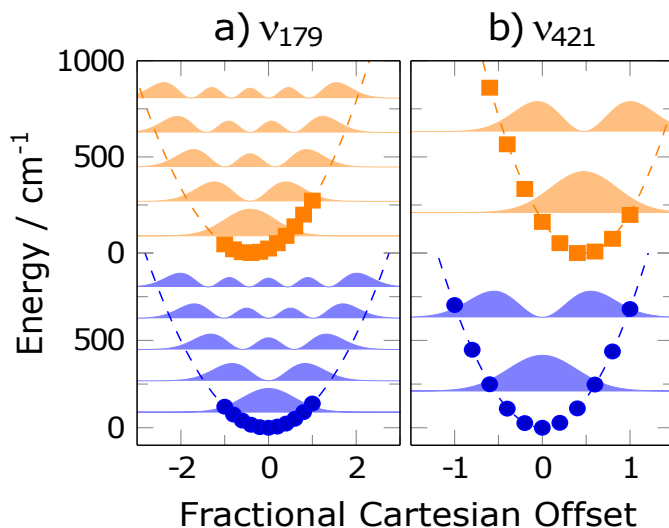 a) ν179
b) ν421
1000
500
0
500
0
Energy / cm-1
-2
0
2
-1
0
1
Fractional Cartesian Offset